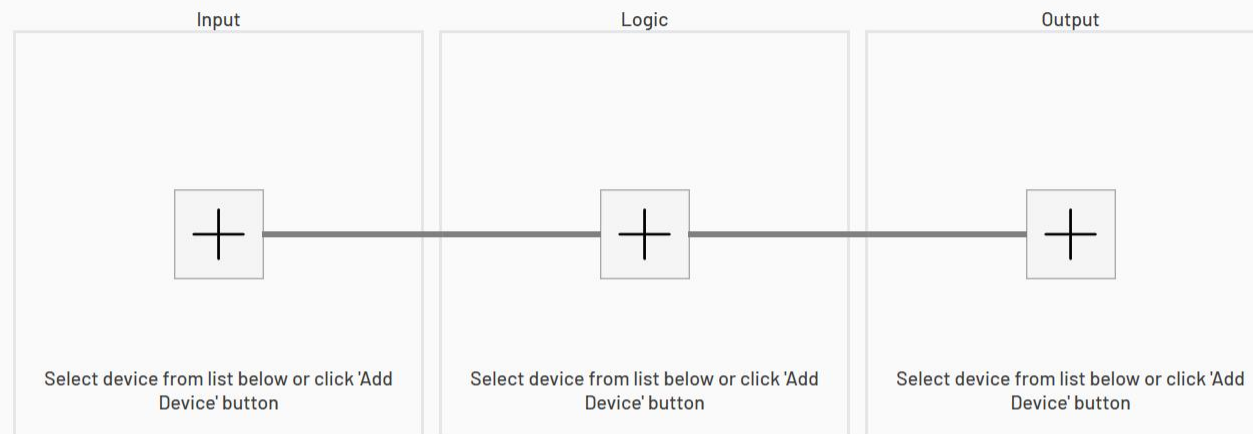 Input
Logic
Output
Select device from list below or click 'Add
Device' button
Select device from list below or click 'Add
Device' button
Select device from list below or click 'Add
Device' button